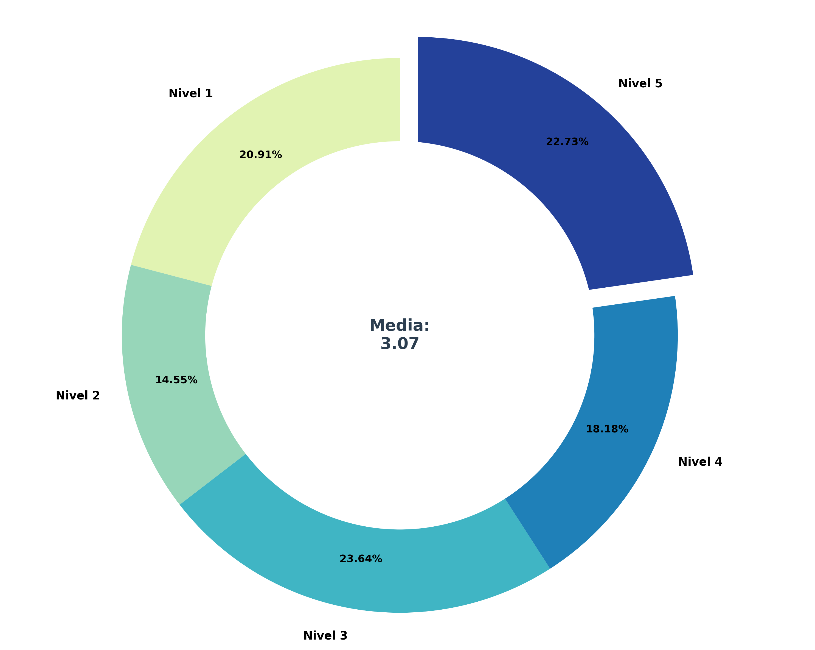 Nivel 5
Nivel 1
22.73%
20.91%
Media:
3.07
14.55%
Nivel 2
18.18%
Nivel 4
23.64%
Nivel 3